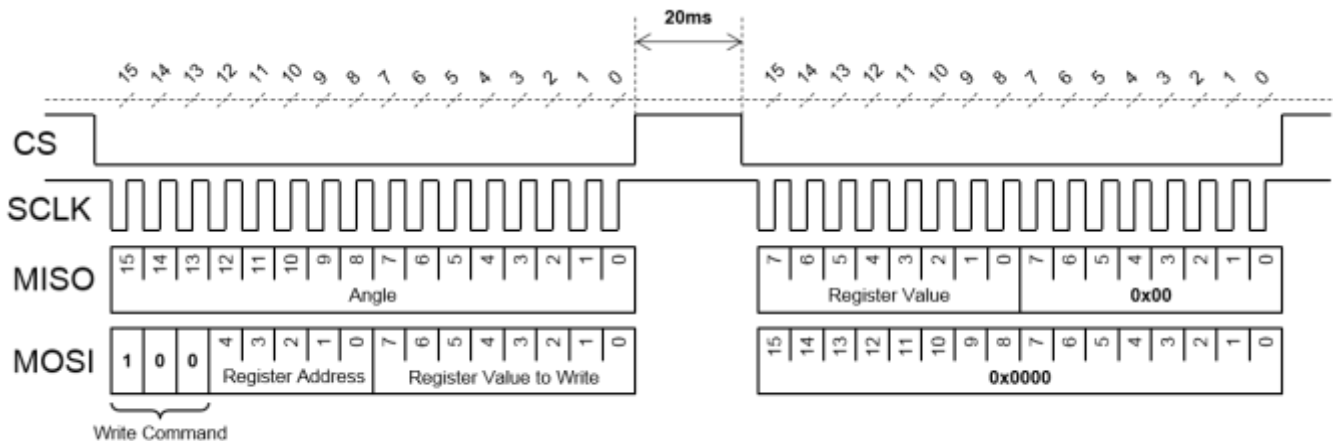 20ms
15 14 13 12 11 10 9 8 7 6 5 4 3 2 1 0 15 14 13 12 11 10 9 8 7 6 5 4 3 2 1 0
CS
SCLK
MISO 15 14 13 12 11 10 9 8 7 6 5 4 3 2 1 0 7 6 5 4 3 2 1 0 7 6 5 4 3 2 1 0
Angle Register Value 0x00
MOSI 1 0 0 4 3 2 1 0 7 6 5 4 3 2 1 0 15 14 13 12 11 10 9 8 7 6 5 4 3 2 1 0
Register Address Register Value to Write 0x0000
Write Command